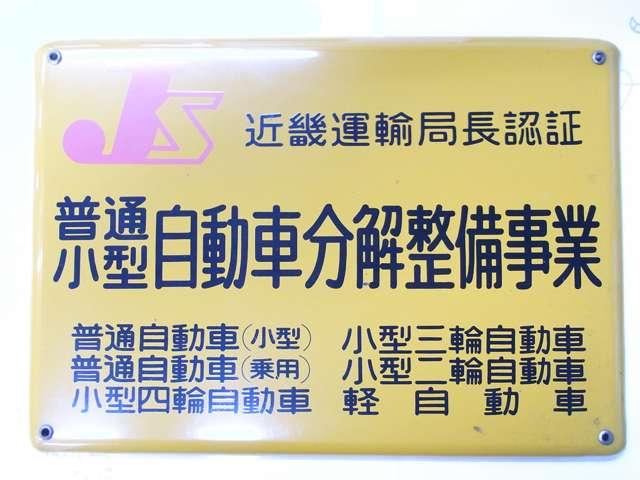 JS 近畿運輸局長認証
普通小型自動車分解整備事業
普通自動車(小型) 小型三輪自動車
普通自動車(乗用) 小型二輪自動車
小型四輪自動車 軽自動車